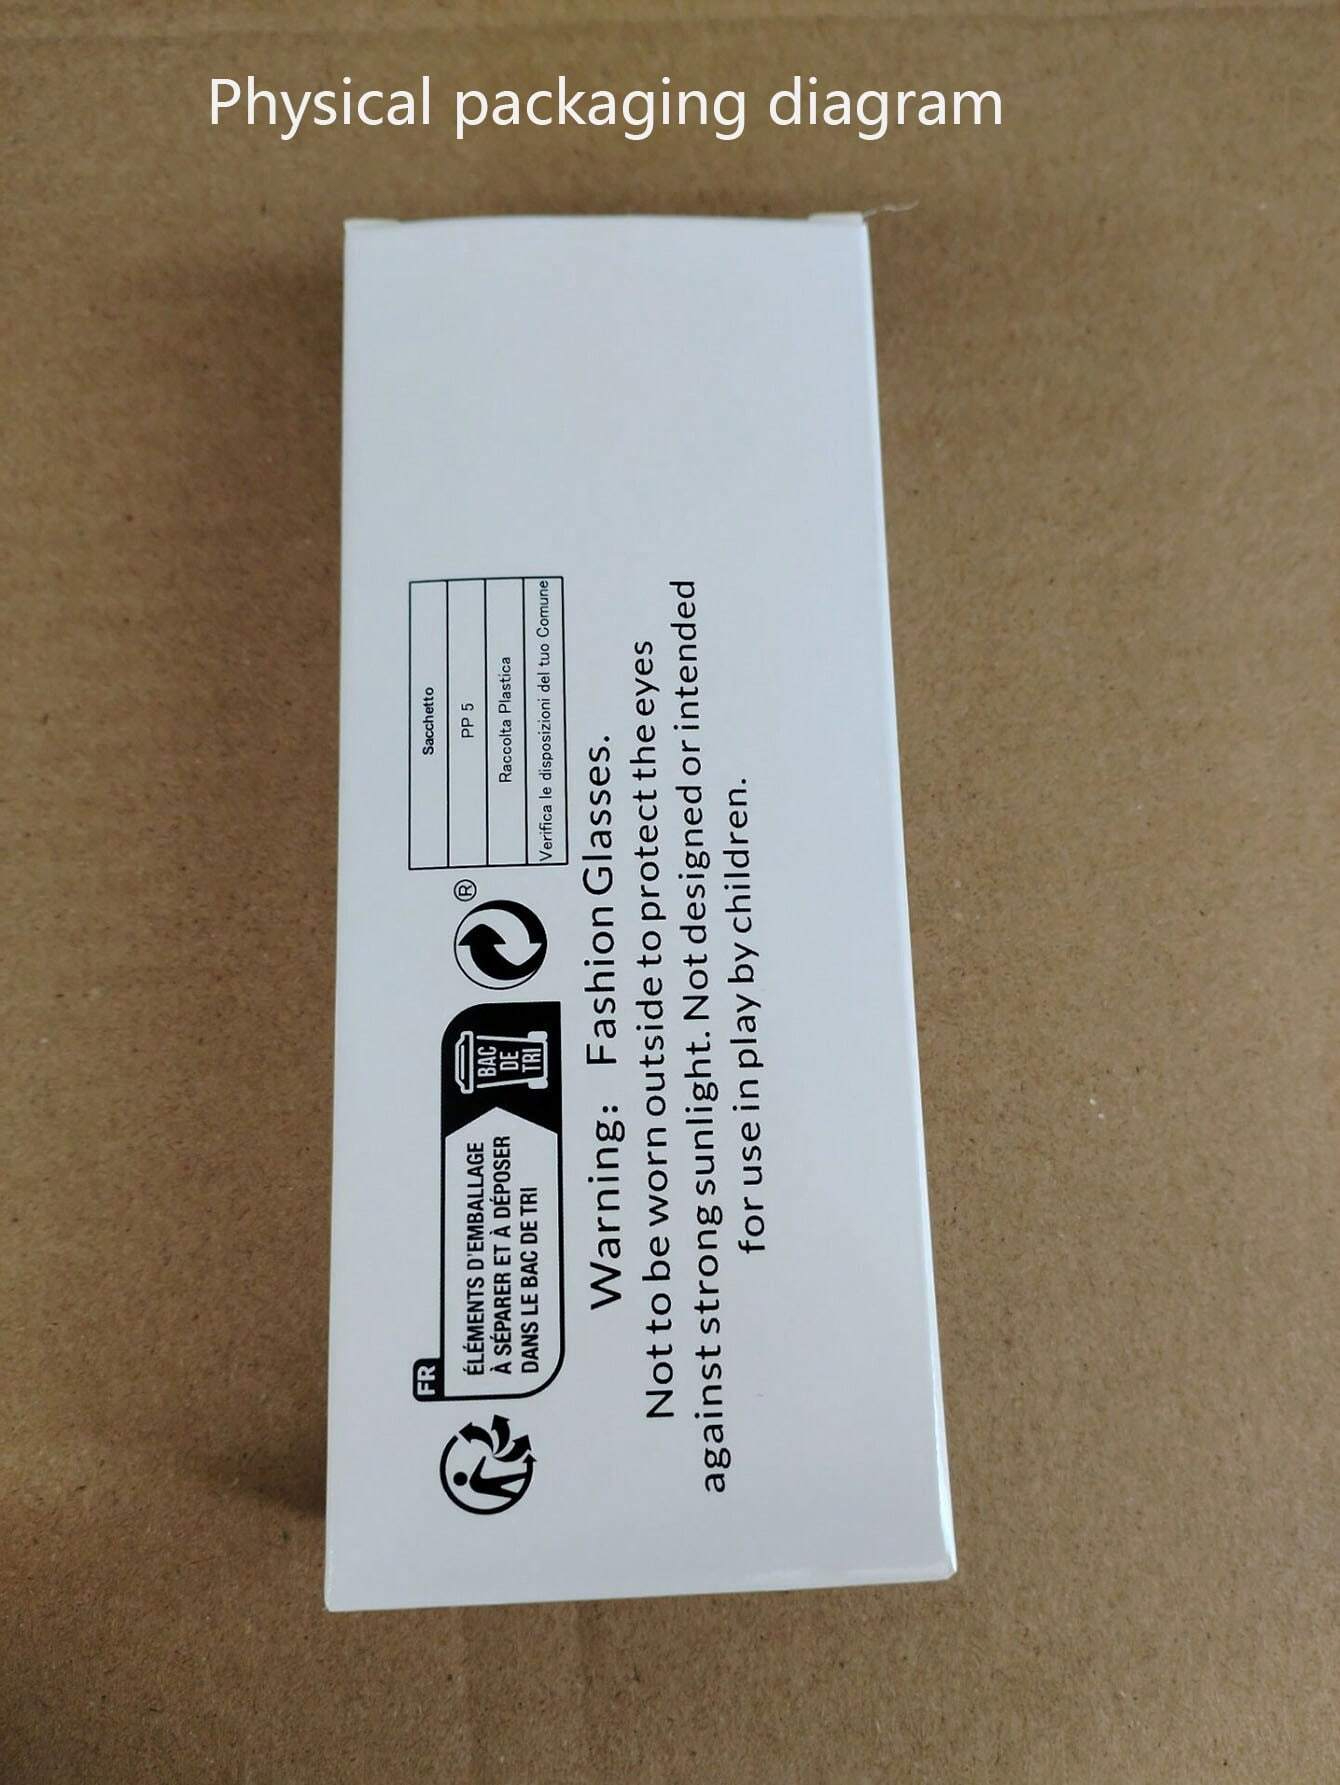 Physical packaging diagram
FR
ÉLÉMENTS D'EMBALLAGE
À SÉPARER ET À DÉPOSER
DANS LE BAC DE TRI
BAC
DE
TRI
®
Sacchetto
PP 5
Raccolta Plastica
Verifica le disposizioni del tuo Comune
Warning: Fashion Glasses.
Not to be worn outside to protect the eyes
against strong sunlight. Not designed or intended
for use in play by children.